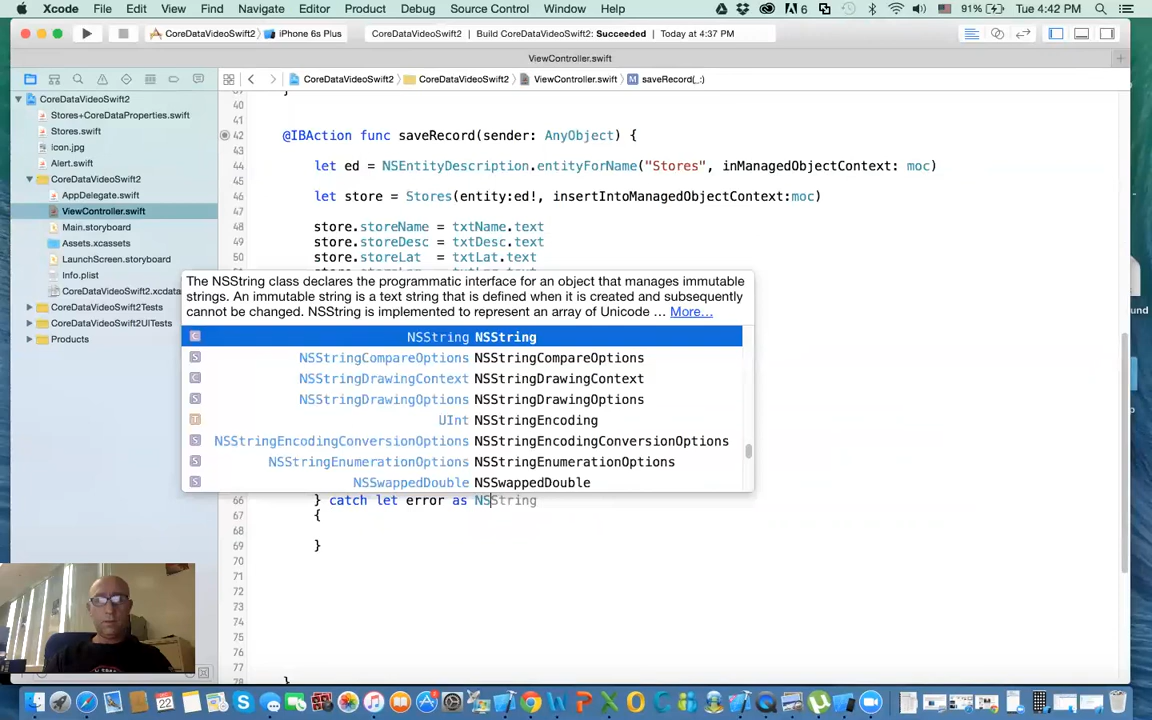 Xcode File Edit View Find Navigate Editor Product Debug Source Control Window Help 6 91% Tue 4:42 PM
CoreDataVideoSwift2 iPhone 6s Plus CoreDataVideoSwift2 Build CoreDataVideoSwift2: Succeeded Today at 4:37 PM
ViewController.swift
CoreDataVideoSwift2 CoreDataVideoSwift2 ViewController.swift M saveRecord(_:)
CoreDataVideoSwift2
Stores+CoreDataProperties.swift
Stores.swift
Icon.jpg
Alert.swift
CoreDataVideoSwift2
AppDelegate.swift
ViewController.swift
Main.storyboard
Assets.xcassets
LaunchScreen.storyboard
Info.plist
CoreDataVideoSwift2.xcdata
CoreDataVideoSwift2Tests
CoreDataVideoSwift2UITests
Products
}
40
41
42 @IBAction func saveRecord(sender: AnyObject) {
43
44 let ed = NSEntityDescription.entityForName("Stores", inManagedObjectContext: moc)
45
46 let store = Stores(entity:ed!, insertIntoManagedObjectContext:moc)
47
48 store.storeName = txtName.text
49 store.storeDesc = txtDesc.text
50 store.storeLat = txtLat.text
The NSString class declares the programmatic interface for an object that manages immutable
strings. An immutable string is a text string that is defined when it is created and subsequently
cannot be changed. NSString is implemented to represent an array of Unicode … More…
C NSString NSString
S NSStringCompareOptions NSStringCompareOptions
C NSStringDrawingContext NSStringDrawingContext
S NSStringDrawingOptions NSStringDrawingOptions
T UInt NSStringEncoding
S NSStringEncodingConversionOptions NSStringEncodingConversionOptions
S NSStringEnumerationOptions NSStringEnumerationOptions
S NSSwappedDouble NSSwappedDouble
66 } catch let error as NSString
67 {
68
69 }
70
71
72
73
74
75
76
77
78 }